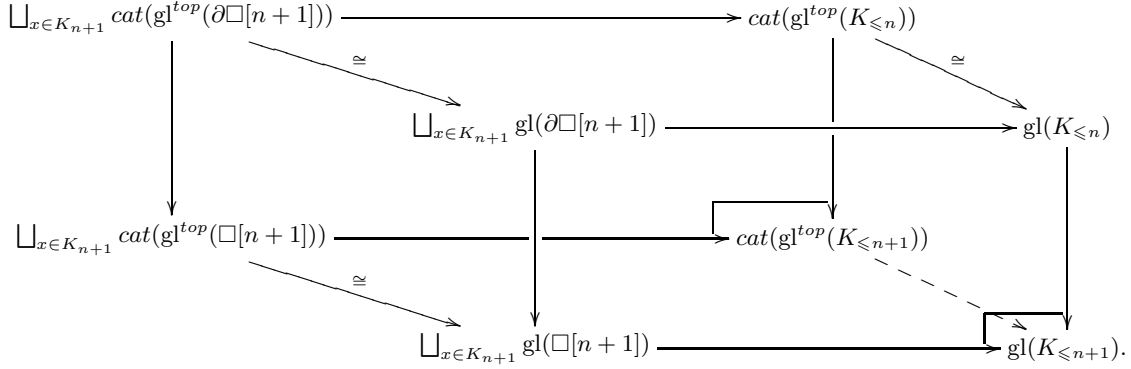 ⨆_{x∈K_{n+1}} cat(gl^{top}(∂□[n+1])) cat(gl^{top}(K_{⩽n}))
≅ ≅
⨆_{x∈K_{n+1}} gl(∂□[n+1]) gl(K_{⩽n})
⨆_{x∈K_{n+1}} cat(gl^{top}(□[n+1])) cat(gl^{top}(K_{⩽n+1}))
≅
⨆_{x∈K_{n+1}} gl(□[n+1]) gl(K_{⩽n+1}).